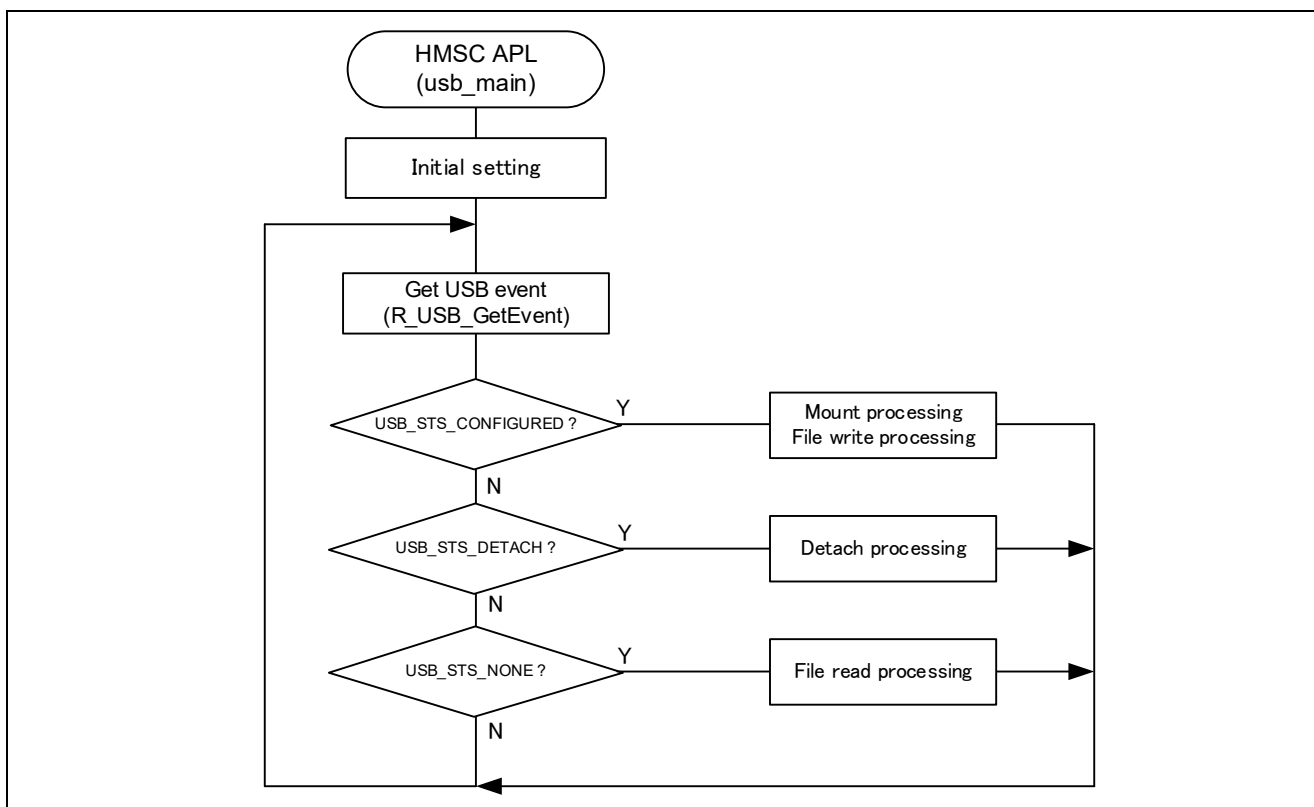 HMSC APL
(usb_main)
Initial setting
Get USB event
(R_USB_GetEvent)
USB_STS_CONFIGURED ?
Y
Mount processing
File write processing
N
USB_STS_DETACH ?
Y
Detach processing
N
USB_STS_NONE ?
Y
File read processing
N